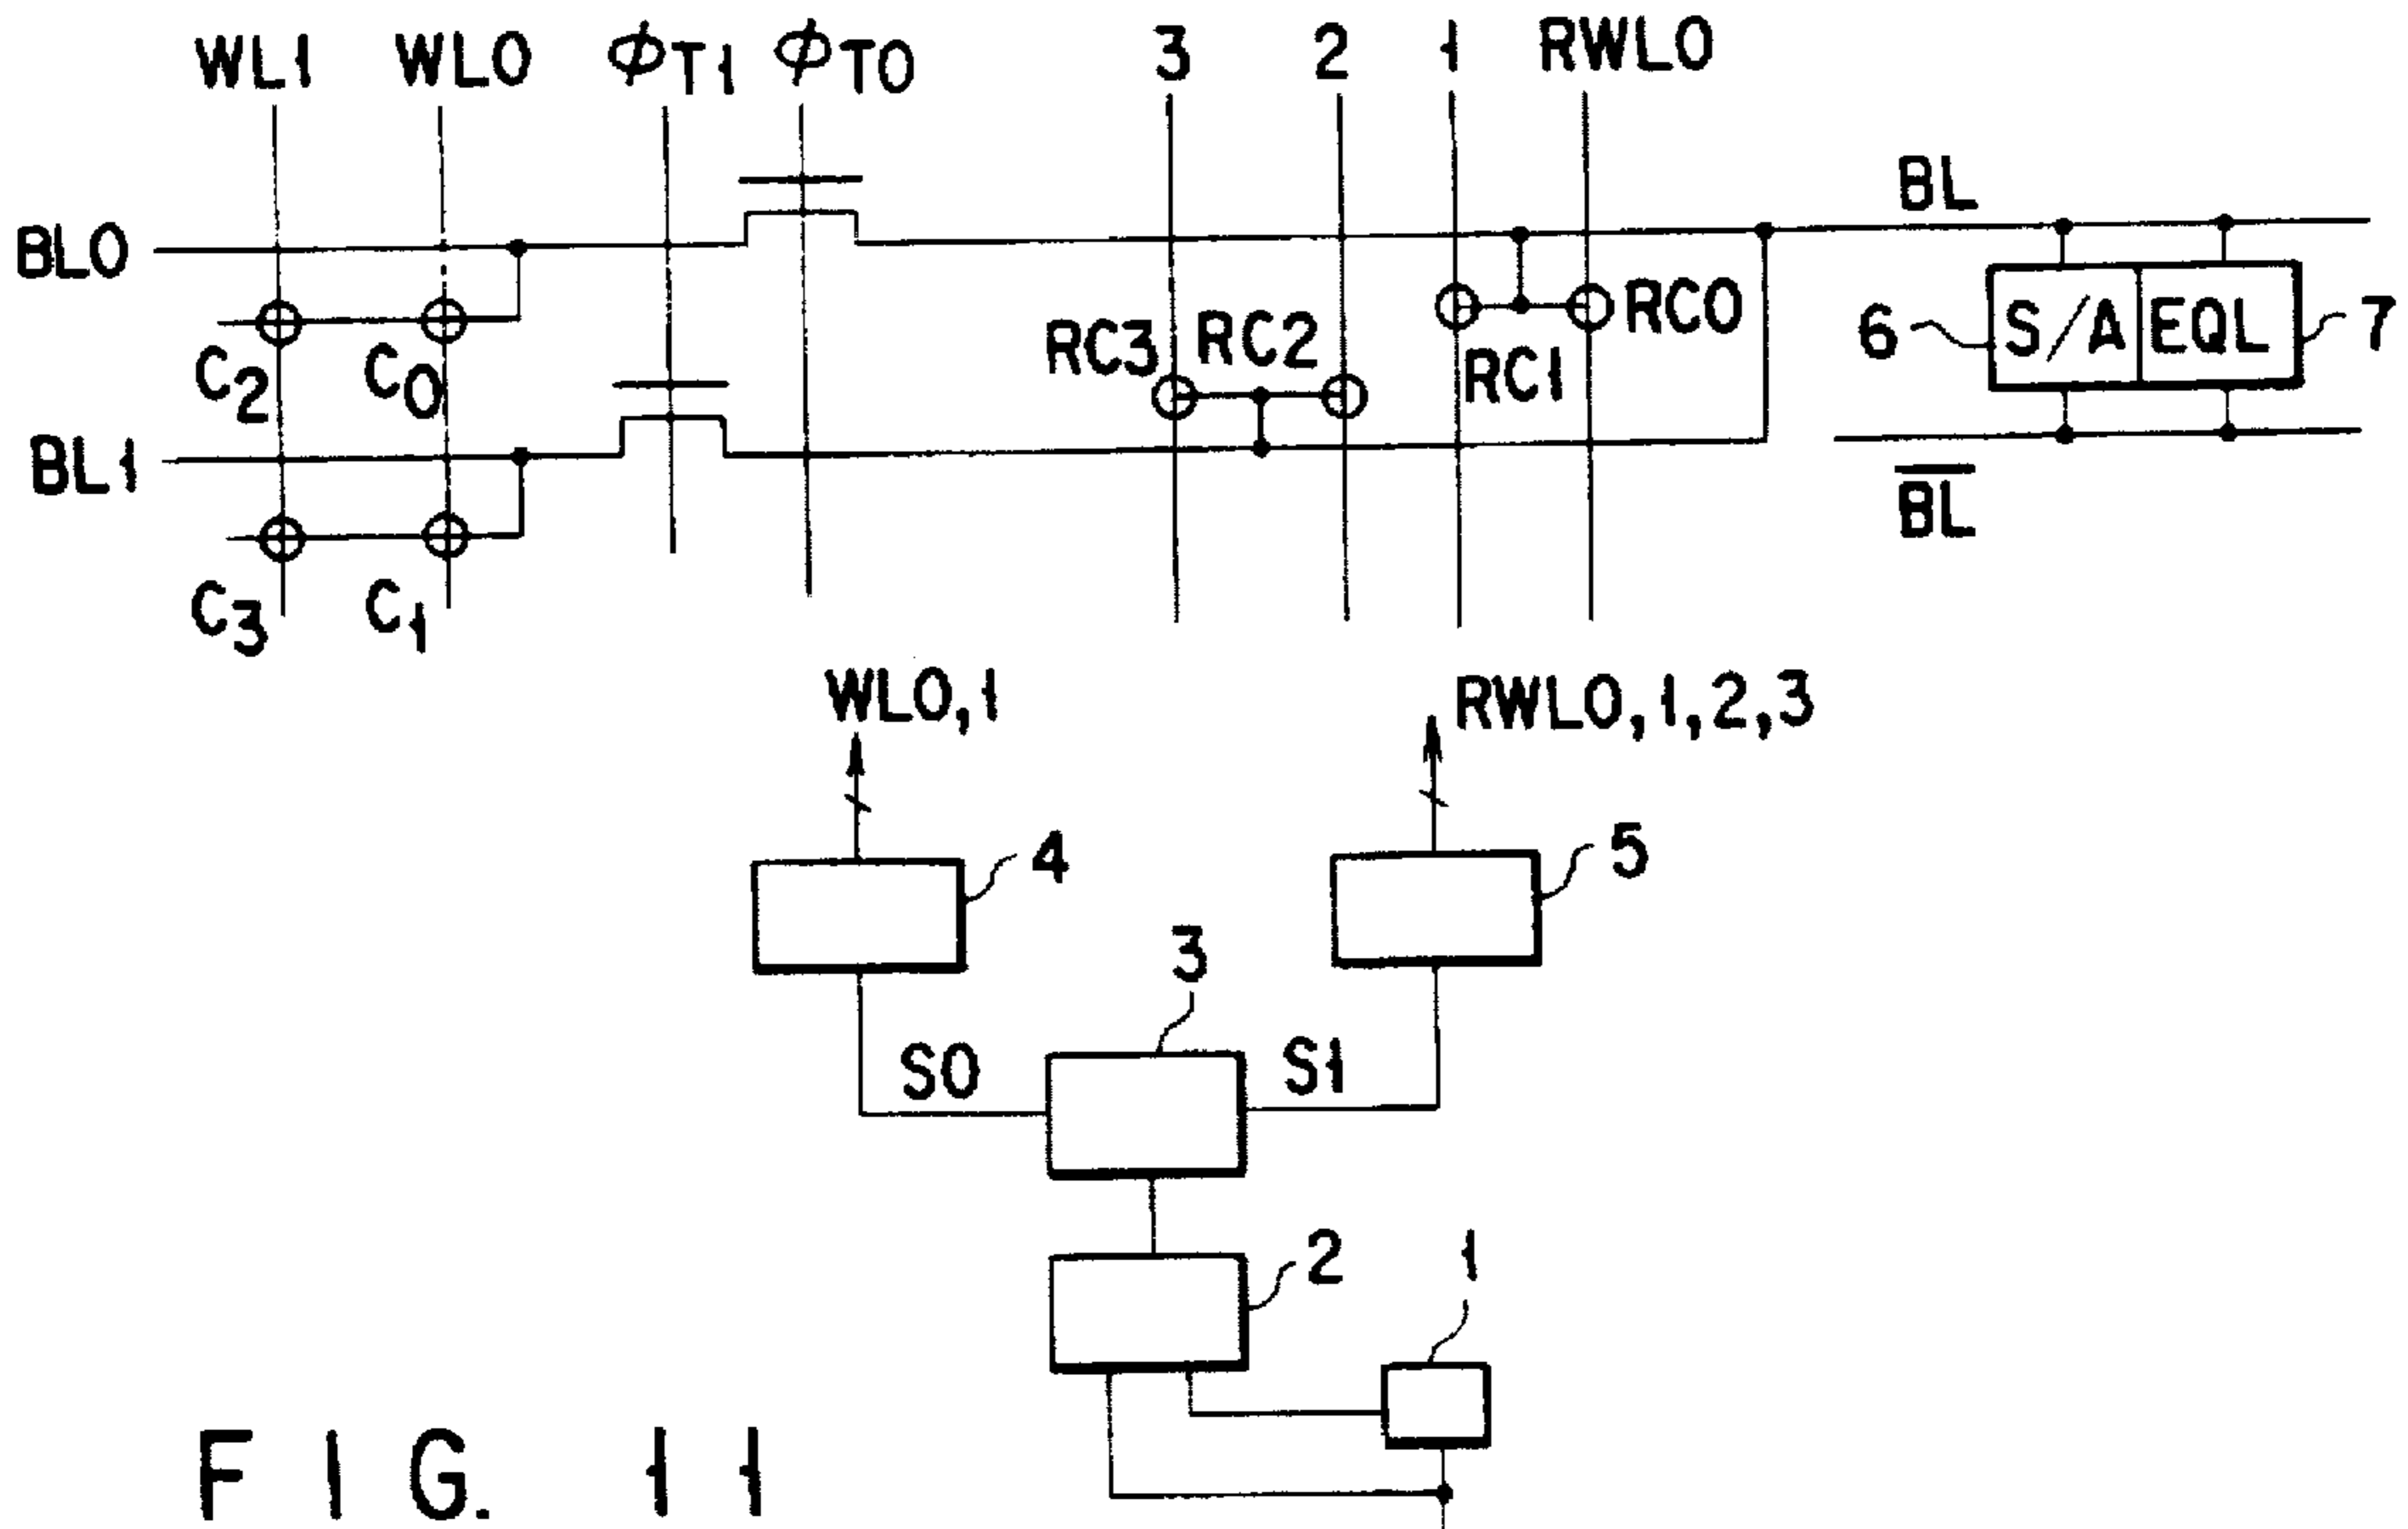 WL1 WL0 ϕT1 ϕT0 3 2 1 RWL0
BL
BL0
6 S/A EQL 7
RC3 RC2 RC1 RC0
C2 C0
BL1
B̅L̅
C3 C1
WL0,1 RWL0,1,2,3
4 5
3
S0 S1
2 1
FIG. 11